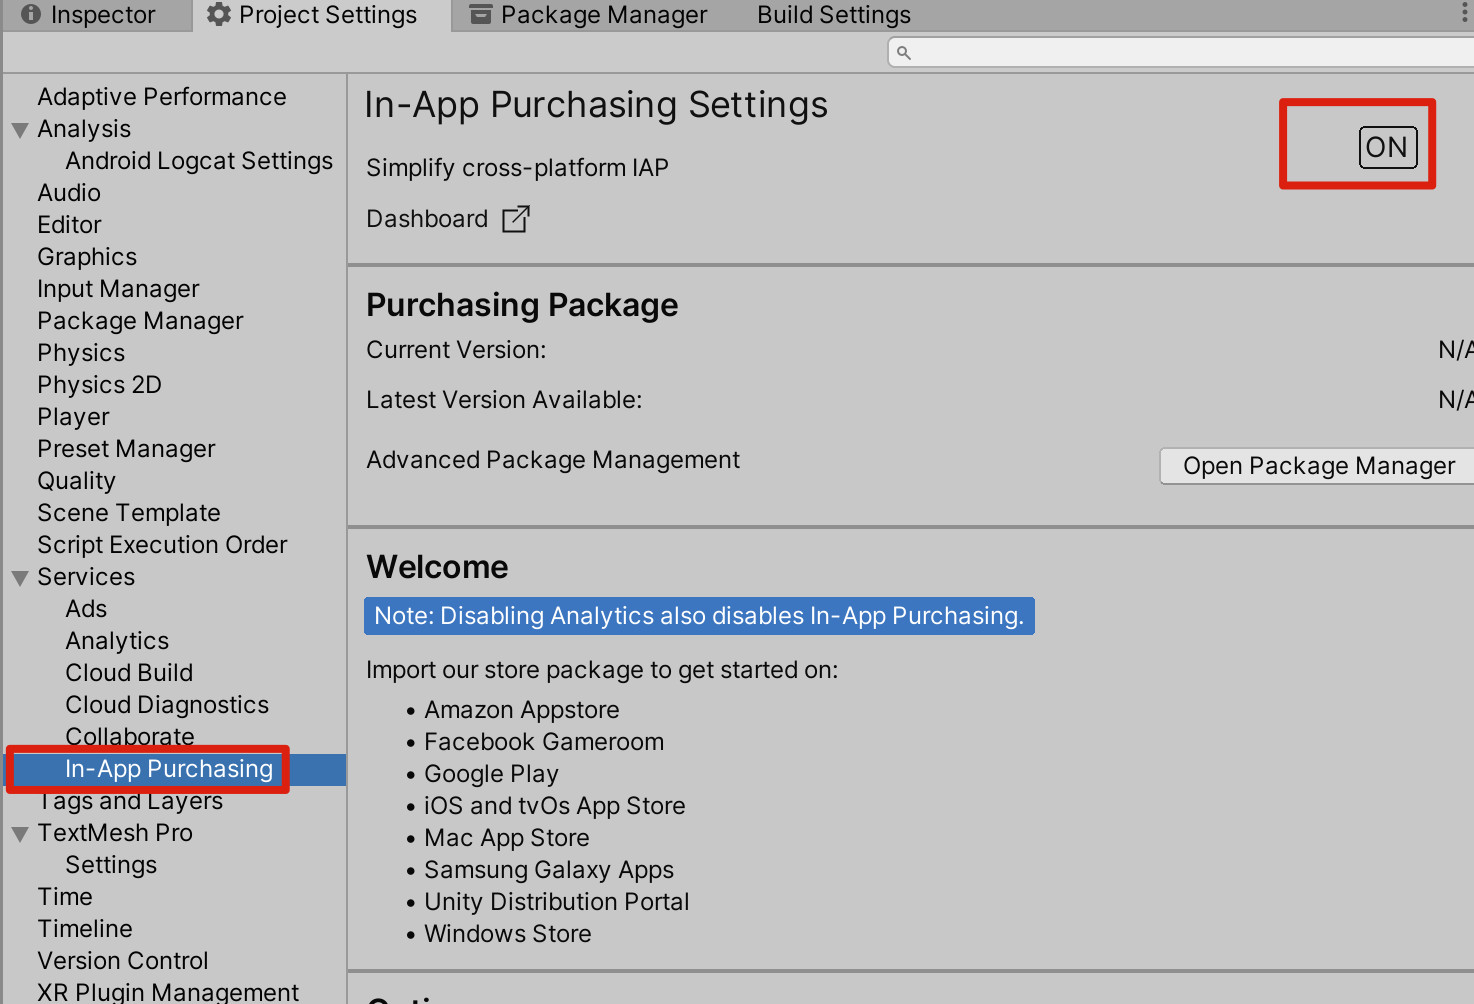 Inspector
Project Settings
Package Manager
Build Settings
Adaptive Performance
Analysis
Android Logcat Settings
Audio
Editor
Graphics
Input Manager
Package Manager
Physics
Physics 2D
Player
Preset Manager
Quality
Scene Template
Script Execution Order
Services
Ads
Analytics
Cloud Build
Cloud Diagnostics
Collaborate
In-App Purchasing
Tags and Layers
TextMesh Pro
Settings
Time
Timeline
Version Control
XR Plugin Management
In-App Purchasing Settings
ON
Simplify cross-platform IAP
Dashboard
Purchasing Package
Current Version: N/A
Latest Version Available: N/A
Advanced Package Management
Open Package Manager
Welcome
Note: Disabling Analytics also disables In-App Purchasing.
Import our store package to get started on:
• Amazon Appstore
• Facebook Gameroom
• Google Play
• iOS and tvOs App Store
• Mac App Store
• Samsung Galaxy Apps
• Unity Distribution Portal
• Windows Store